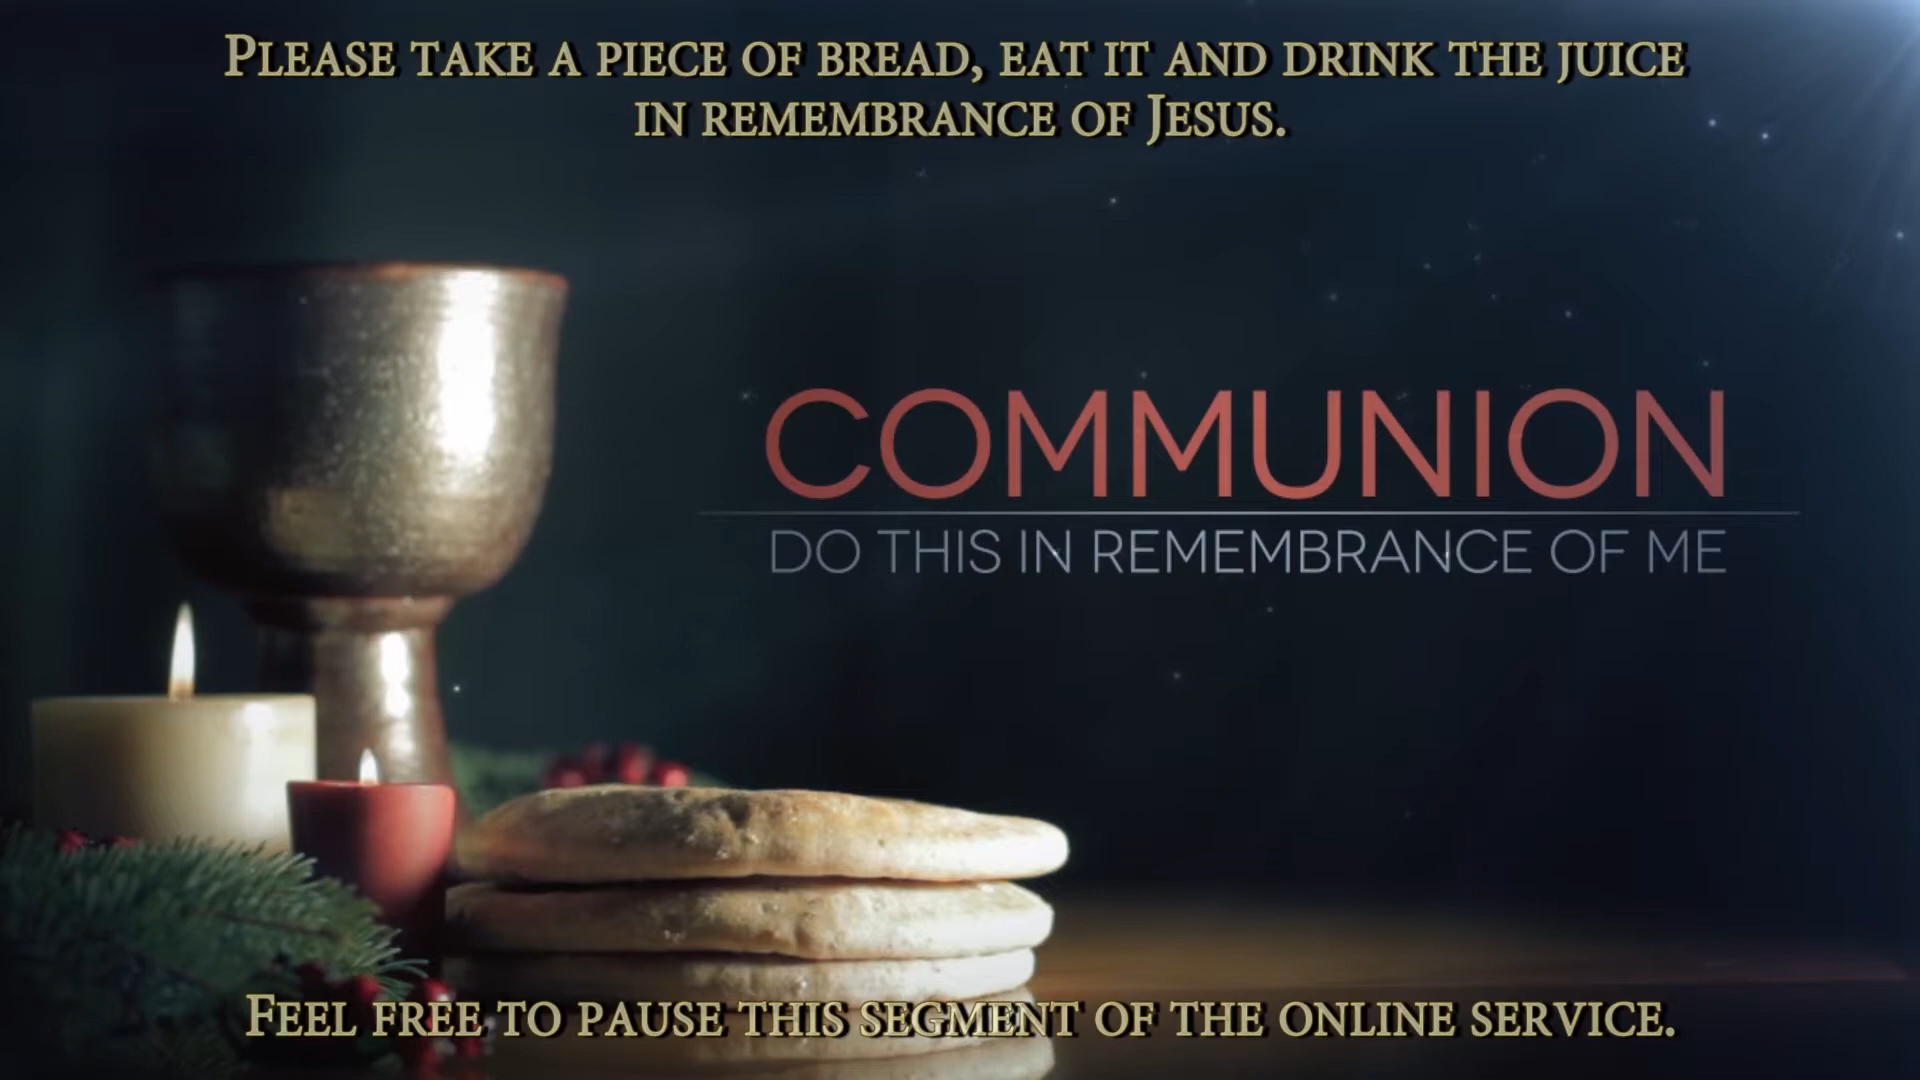 Please take a piece of bread, eat it and drink the juice
in remembrance of Jesus.
COMMUNION
DO THIS IN REMEMBRANCE OF ME
Feel free to pause this segment of the online service.